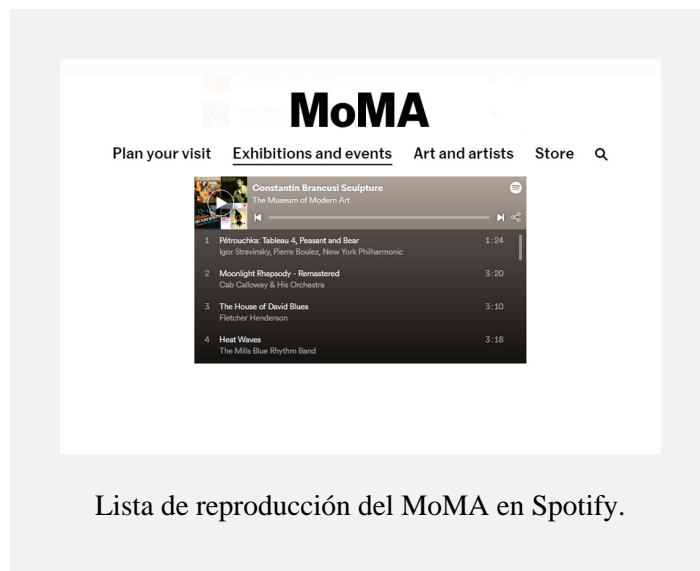 MoMA
Plan your visit Exhibitions and events Art and artists Store
Constantin Brancusi Sculpture
The Museum of Modern Art
1 Pétrouchka: Tableau 4, Peasant and Bear 1:24
Igor Stravinsky, Pierre Boulez, New York Philharmonic
2 Moonlight Rhapsody - Remastered 3:20
Cab Calloway & His Orchestra
3 The House of David Blues 3:10
Fletcher Henderson
4 Heat Waves 3:18
The Mills Blue Rhythm Band
Lista de reproducción del MoMA en Spotify.